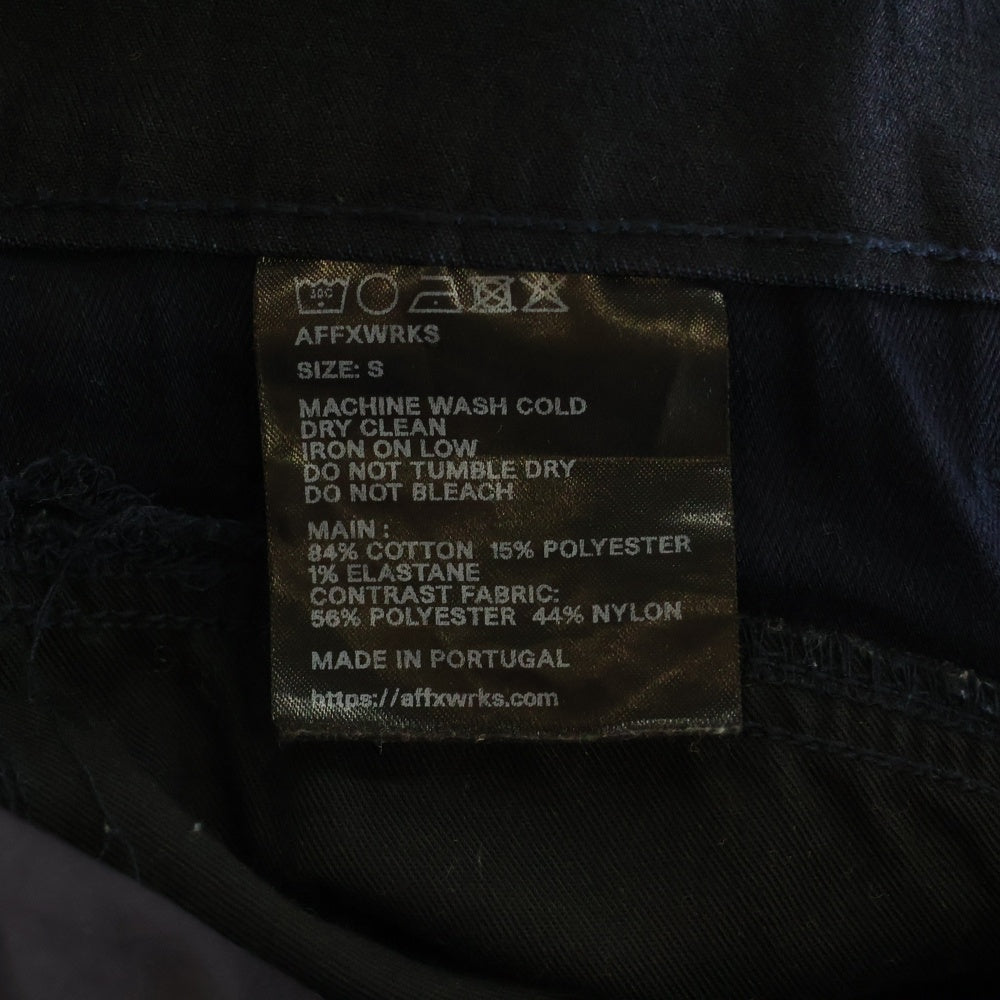 30C
AFFXWRKS
SIZE: S
MACHINE WASH COLD
DRY CLEAN
IRON ON LOW
DO NOT TUMBLE DRY
DO NOT BLEACH
MAIN :
84% COTTON 15% POLYESTER
1% ELASTANE
CONTRAST FABRIC:
56% POLYESTER 44% NYLON
MADE IN PORTUGAL
https://affxwrks.com